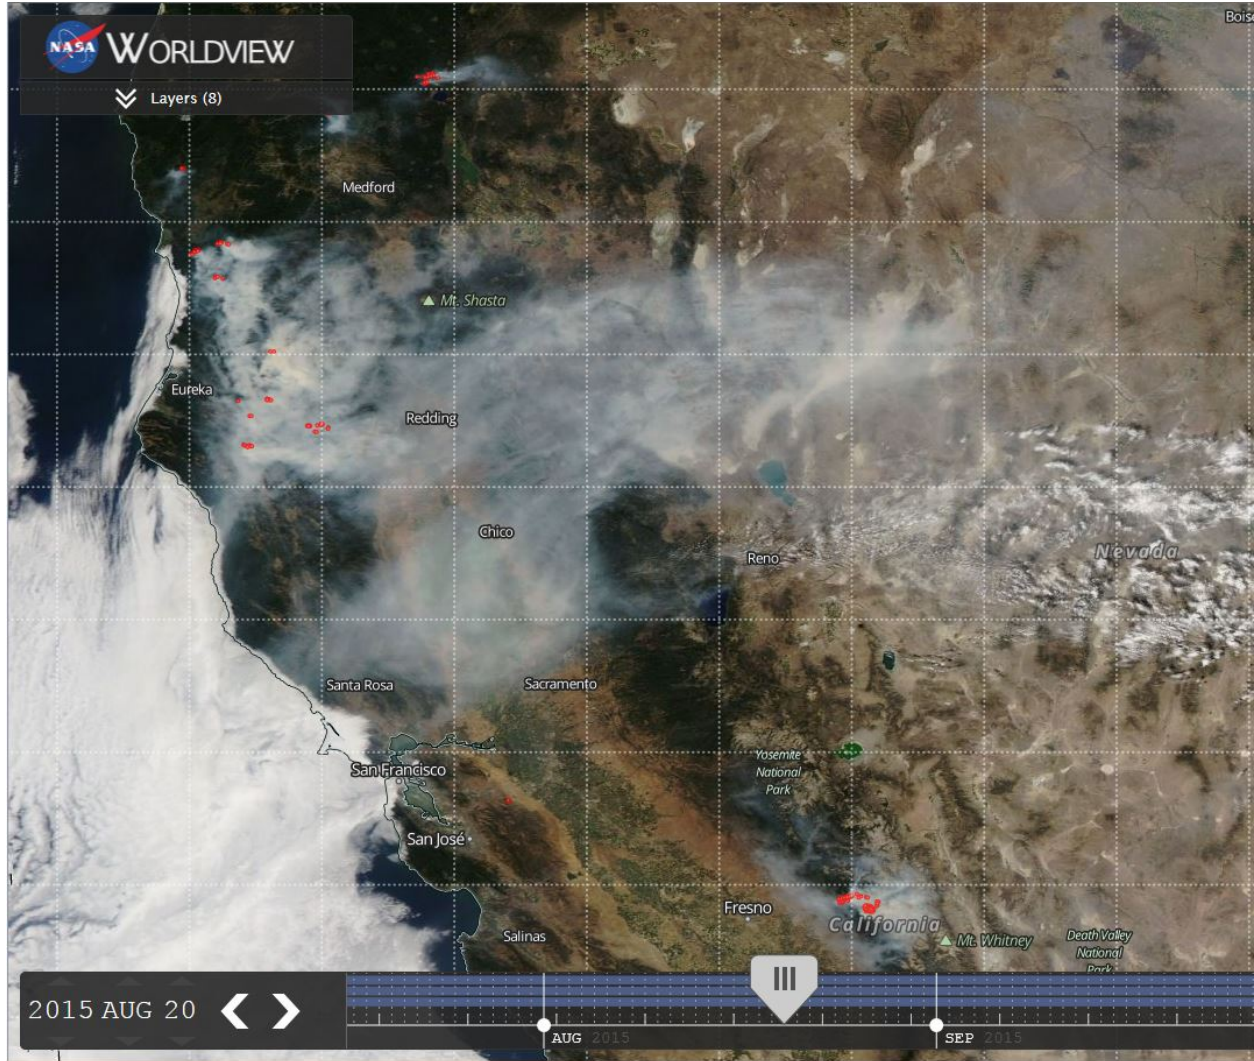 NASA WORLDVIEW
Layers (8)
Medford
Mt. Shasta
Eureka
Redding
Chico
Reno
Nevada
Santa Rosa
Sacramento
San Francisco
Yosemite
National
Park
San José
Fresno
California
Salinas
Mt. Whitney
Death Valley
National
Park
2015 AUG 20
AUG 2015
SEP 2015